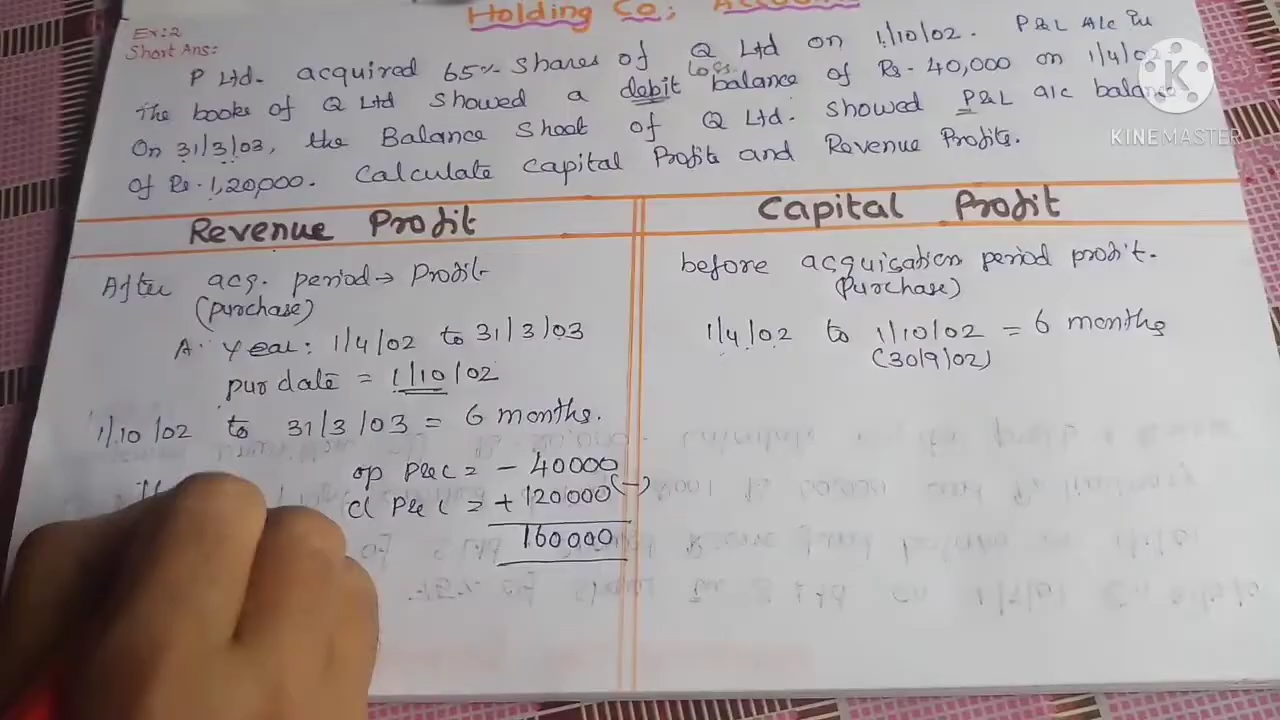 Holding Co; Account
Ex:2
Short Ans:
P Ltd. acquired 65% shares of Q Ltd on 1/10/02. P&L A/c in
loss
the books of Q Ltd showed a debit balance of Rs. 40,000 on 1/4/02.
On 31/3/03, the Balance Sheet of Q Ltd. showed P&L a/c balance
of Rs. 1,20,000. Calculate Capital Profit and Revenue Profits.
KINEMASTER
Revenue Profit
After acq. period → Profit
(purchase)
A. year: 1/4/02 to 31/3/03
pur date = 1/10/02
1/10/02 to 31/3/03 = 6 months.
op P&L = - 40000
cl P&L = + 120000 (-)
160000
Capital Profit
before acquisation period profit.
(purchase)
1/4/02 to 1/10/02 = 6 months
(30/9/02)